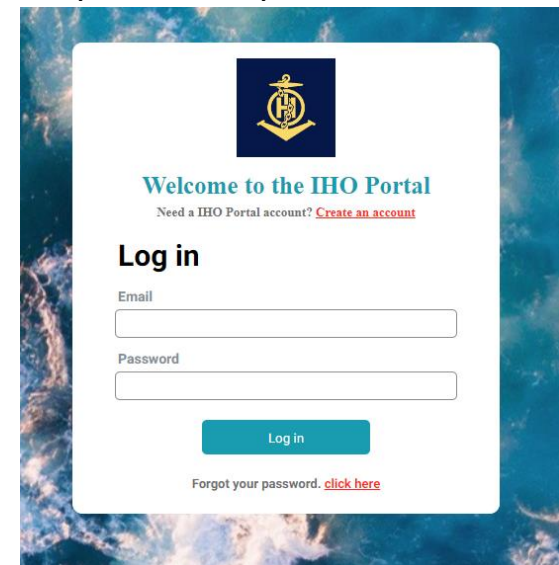 Welcome to the IHO Portal
Need a IHO Portal account? Create an account
Log in
Email
Password
Log in
Forgot your password. click here